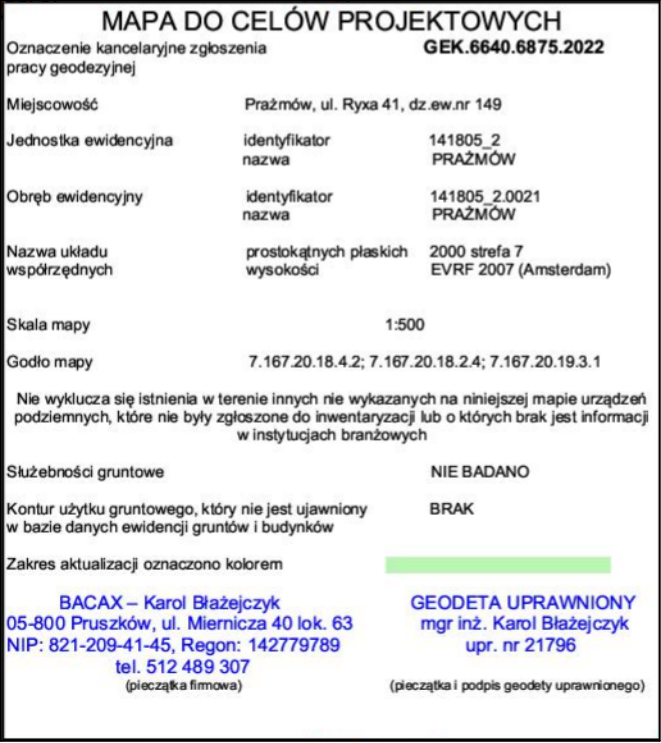 MAPA DO CELÓW PROJEKTOWYCH
Oznaczenie kancelaryjne zgłoszenia GEK.6640.6875.2022
pracy geodezyjnej
Miejscowość Prażmów, ul. Ryxa 41, dz.ew.nr 149
Jednostka ewidencyjna identyfikator 141805_2
nazwa PRAŻMÓW
Obręb ewidencyjny identyfikator 141805_2.0021
nazwa PRAŻMÓW
Nazwa układu prostokątnych płaskich 2000 strefa 7
współrzędnych wysokości EVRF 2007 (Amsterdam)
Skala mapy 1:500
Godło mapy 7.167.20.18.4.2; 7.167.20.18.2.4; 7.167.20.19.3.1
Nie wyklucza się istnienia w terenie innych nie wykazanych na niniejszej mapie urządzeń
podziemnych, które nie były zgłoszone do inwentaryzacji lub o których brak jest informacji
w instytucjach branżowych
Służebności gruntowe NIE BADANO
Kontur użytku gruntowego, który nie jest ujawniony BRAK
w bazie danych ewidencji gruntów i budynków
Zakres aktualizacji oznaczono kolorem
BACAX – Karol Błażejczyk GEODETA UPRAWNIONY
05-800 Pruszków, ul. Miernicza 40 lok. 63 mgr inż. Karol Błażejczyk
NIP: 821-209-41-45, Regon: 142779789 upr. nr 21796
tel. 512 489 307
(pieczątka firmowa) (pieczątka i podpis geodety uprawnionego)